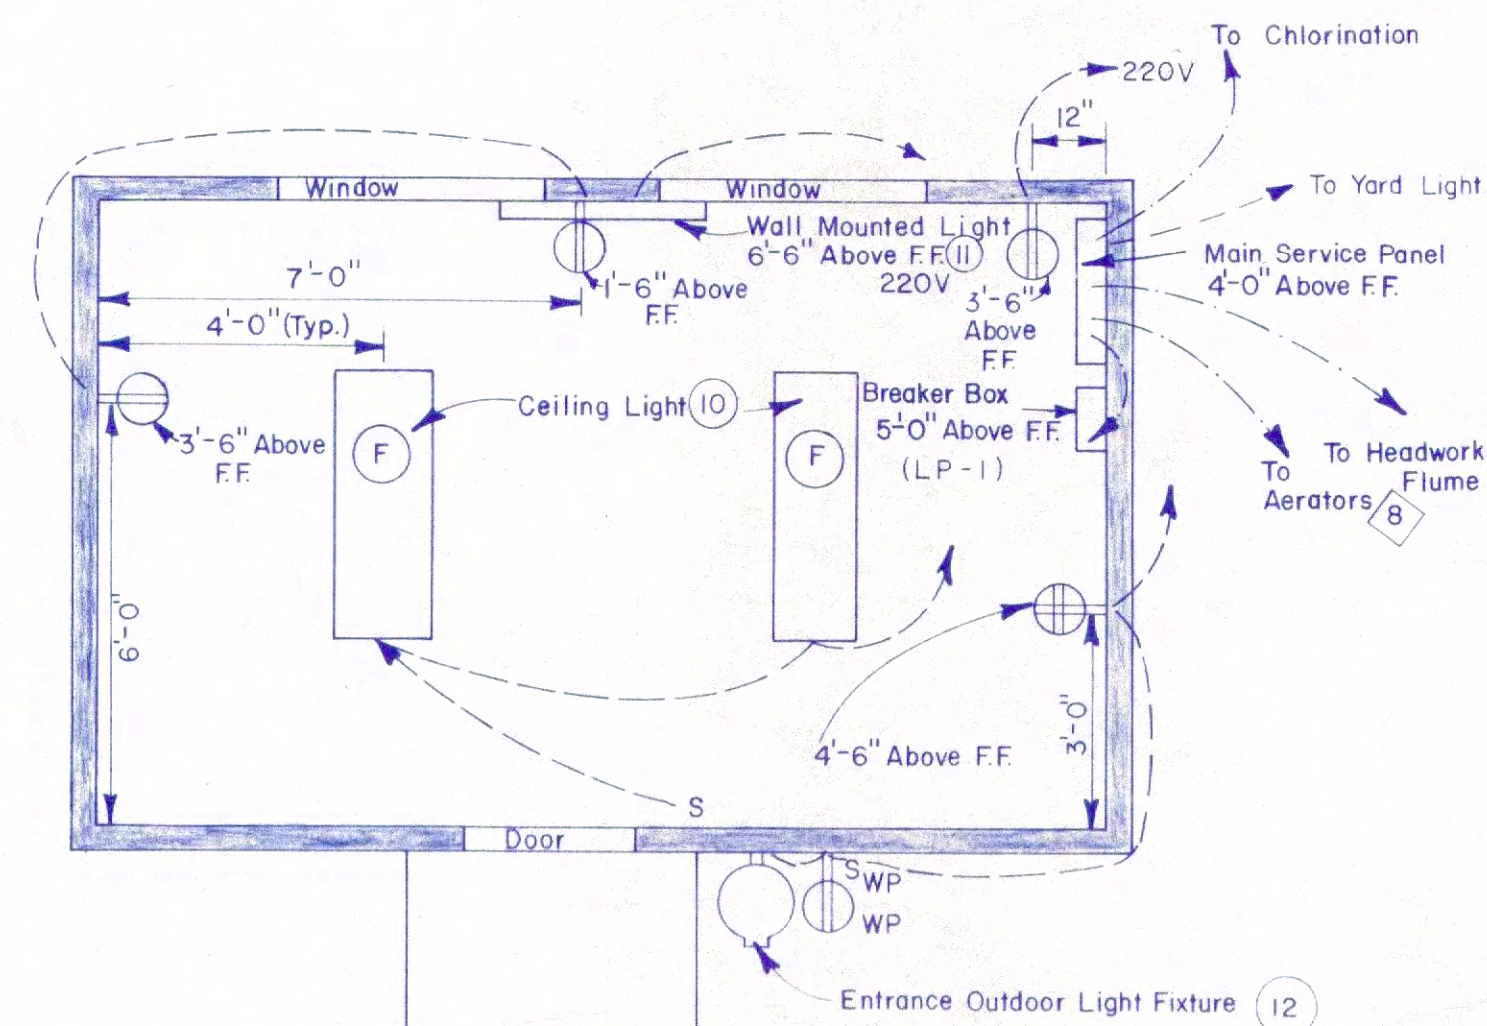 To Chlorination
220V
12"
Window
Window
To Yard Light
Wall Mounted Light
6'-6" Above F.F. 11
220V
Main Service Panel
4'-0" Above F.F.
7'-0"
1'-6" Above
F.F.
3'-6"
Above
F.F.
4'-0" (Typ.)
Ceiling Light 10
Breaker Box
5'-0" Above F.F.
(LP-1)
3'-6" Above
F.F.
F
F
To
Aerators 8
To Headwork
Flume
6'-0"
3'-0"
4'-6" Above F.F.
S
Door
S WP
WP
Entrance Outdoor Light Fixture 12